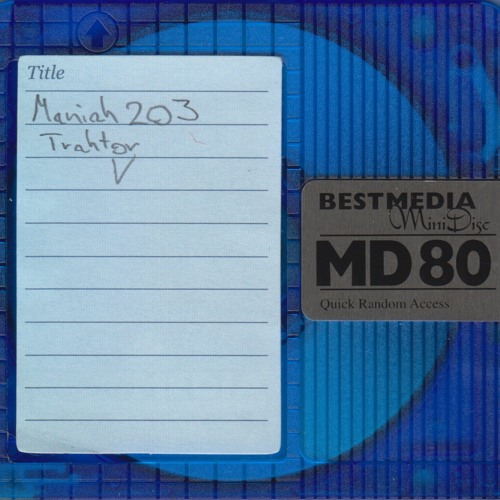 Title
Maniah 203
Trahtor
V
BESTMEDIA
MiniDisc
MD 80
Quick Random Access